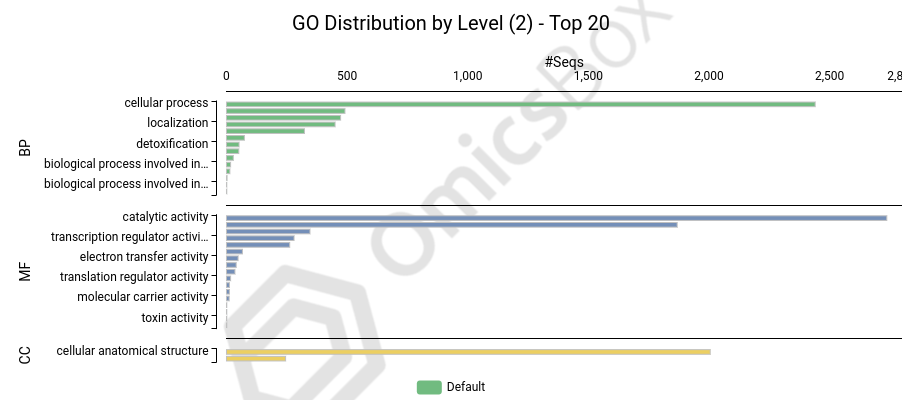 GO Distribution by Level (2) - Top 20
#Seqs
0 500 1,000 1,500 2,000 2,500 2,8
BP
cellular process
localization
detoxification
biological process involved in...
biological process involved in...
MF
catalytic activity
transcription regulator activi...
electron transfer activity
translation regulator activity
molecular carrier activity
toxin activity
CC
cellular anatomical structure
Default
OmicsBox